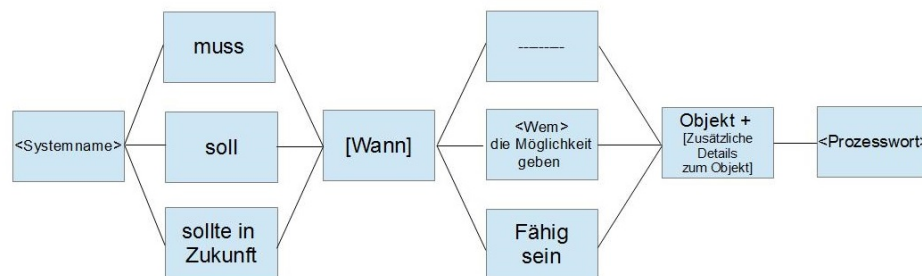 <Systemname>
muss
soll
sollte in
Zukunft
[Wann]
---------
<Wem>
die Möglichkeit
geben
Fähig
sein
Objekt +
[Zusätzliche
Details
zum Objekt]
<Prozesswort>